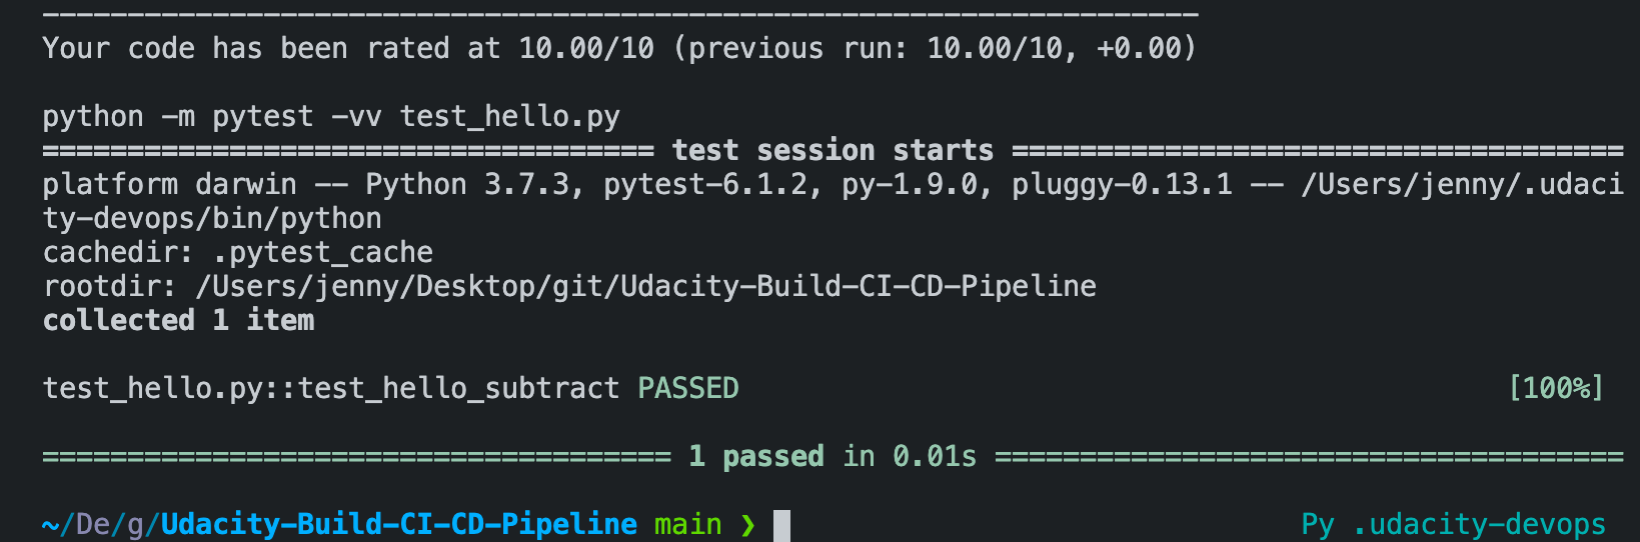 --------------------------------------------------------------------
Your code has been rated at 10.00/10 (previous run: 10.00/10, +0.00)
python -m pytest -vv test_hello.py
==================================== test session starts ====================================
platform darwin -- Python 3.7.3, pytest-6.1.2, py-1.9.0, pluggy-0.13.1 -- /Users/jenny/.udaci
ty-devops/bin/python
cachedir: .pytest_cache
rootdir: /Users/jenny/Desktop/git/Udacity-Build-CI-CD-Pipeline
collected 1 item
test_hello.py::test_hello_subtract PASSED [100%]
===================================== 1 passed in 0.01s =====================================
~/De/g/Udacity-Build-CI-CD-Pipeline main ❯ Py .udacity-devops